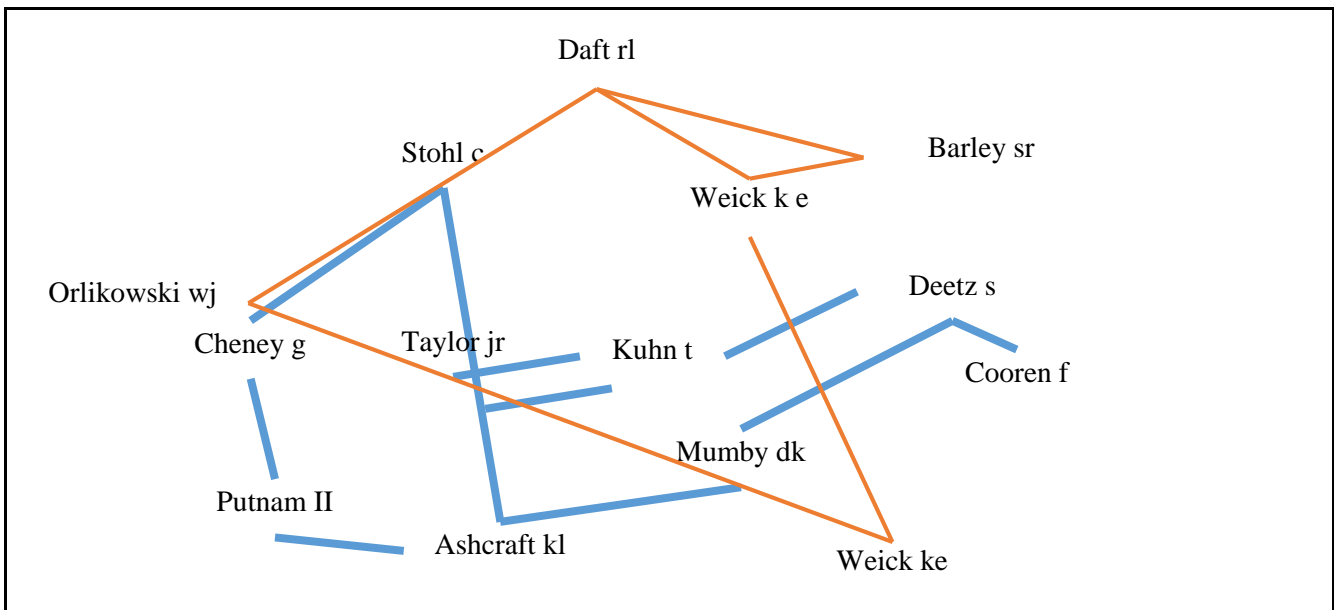 Daft rl
Stohl c
Barley sr
Weick k e
Orlikowski wj
Deetz s
Cheney g
Taylor jr
Kuhn t
Cooren f
Mumby dk
Putnam II
Ashcraft kl
Weick ke